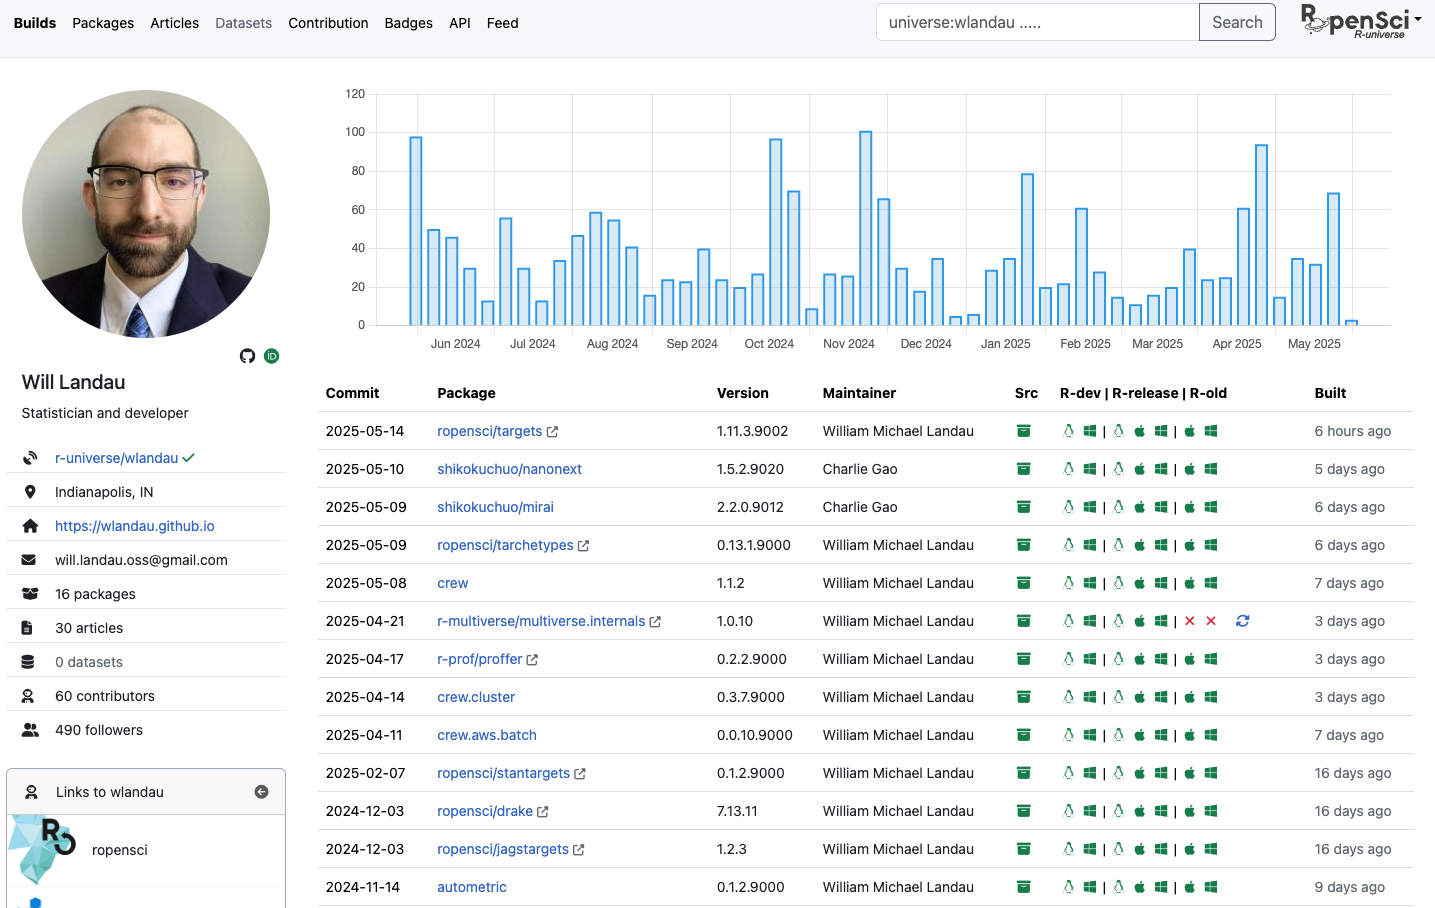 Builds Packages Articles Datasets Contribution Badges API Feed
universe:wlandau ..... Search
ROpenSci
R-universe
120
100
80
60
40
20
0
Jun 2024 Jul 2024 Aug 2024 Sep 2024 Oct 2024 Nov 2024 Dec 2024 Jan 2025 Feb 2025 Mar 2025 Apr 2025 May 2025
iD
Will Landau
Statistician and developer
r-universe/wlandau
Indianapolis, IN
https://wlandau.github.io
will.landau.oss@gmail.com
16 packages
30 articles
0 datasets
60 contributors
490 followers
Links to wlandau
R
ropensci
Commit Package Version Maintainer Src R-dev | R-release | R-old Built
2025-05-14 ropensci/targets 1.11.3.9002 William Michael Landau | | 6 hours ago
2025-05-10 shikokuchuo/nanonext 1.5.2.9020 Charlie Gao | | 5 days ago
2025-05-09 shikokuchuo/mirai 2.2.0.9012 Charlie Gao | | 6 days ago
2025-05-09 ropensci/tarchetypes 0.13.1.9000 William Michael Landau | | 6 days ago
2025-05-08 crew 1.1.2 William Michael Landau | | 7 days ago
2025-04-21 r-multiverse/multiverse.internals 1.0.10 William Michael Landau | | 3 days ago
2025-04-17 r-prof/proffer 0.2.2.9000 William Michael Landau | | 3 days ago
2025-04-14 crew.cluster 0.3.7.9000 William Michael Landau | | 3 days ago
2025-04-11 crew.aws.batch 0.0.10.9000 William Michael Landau | | 7 days ago
2025-02-07 ropensci/stantargets 0.1.2.9000 William Michael Landau | | 16 days ago
2024-12-03 ropensci/drake 7.13.11 William Michael Landau | | 16 days ago
2024-12-03 ropensci/jagstargets 1.2.3 William Michael Landau | | 16 days ago
2024-11-14 autometric 0.1.2.9000 William Michael Landau | | 9 days ago